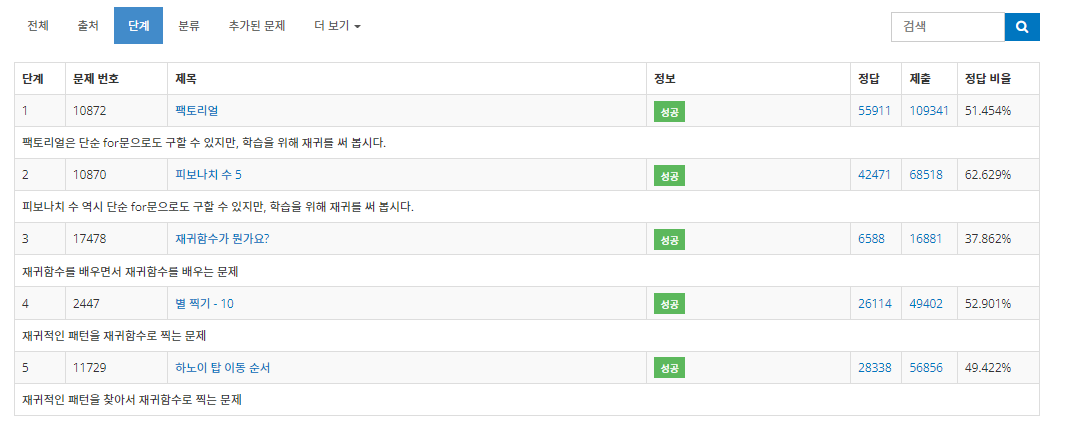 전체 출처 단계 분류 추가된 문제 더 보기 검색
단계 문제 번호 제목 정보 정답 제출 정답 비율
1 10872 팩토리얼 성공 55911 109341 51.454%
팩토리얼은 단순 for문으로도 구할 수 있지만, 학습을 위해 재귀를 써 봅시다.
2 10870 피보나치 수 5 성공 42471 68518 62.629%
피보나치 수 역시 단순 for문으로도 구할 수 있지만, 학습을 위해 재귀를 써 봅시다.
3 17478 재귀함수가 뭔가요? 성공 6588 16881 37.862%
재귀함수를 배우면서 재귀함수를 배우는 문제
4 2447 별 찍기 - 10 성공 26114 49402 52.901%
재귀적인 패턴을 재귀함수로 찍는 문제
5 11729 하노이 탑 이동 순서 성공 28338 56856 49.422%
재귀적인 패턴을 찾아서 재귀함수로 찍는 문제